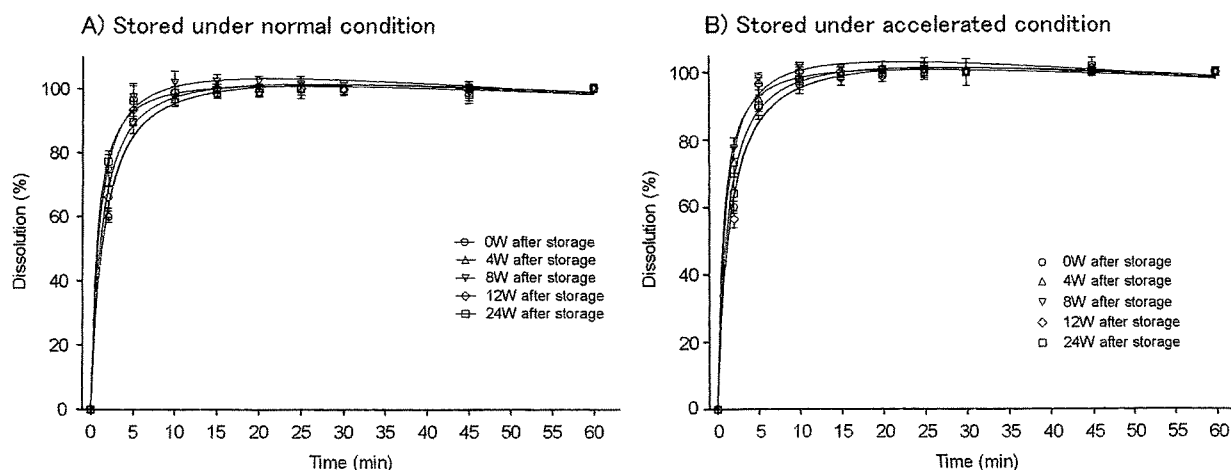 A) Stored under normal condition
B) Stored under accelerated condition
Dissolution (%)
100
80
60
40
20
0
0W after storage
4W after storage
8W after storage
12W after storage
24W after storage
0 5 10 15 20 25 30 35 40 45 50 55 60
Time (min)
Dissolution (%)
100
80
60
40
20
0
0W after storage
4W after storage
8W after storage
12W after storage
24W after storage
0 5 10 15 20 25 30 35 40 45 50 55 60
Time (min)